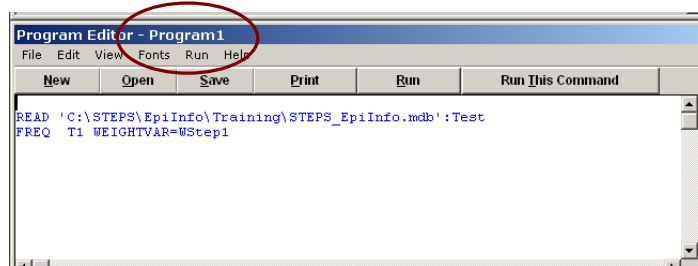 Program Editor - Program1
File Edit View Fonts Run Help
New Open Save Print Run Run This Command
READ 'C:\STEPS\EpiInfo\Training\STEPS_EpiInfo.mdb':Test
FREQ T1 WEIGHTVAR=WStep1